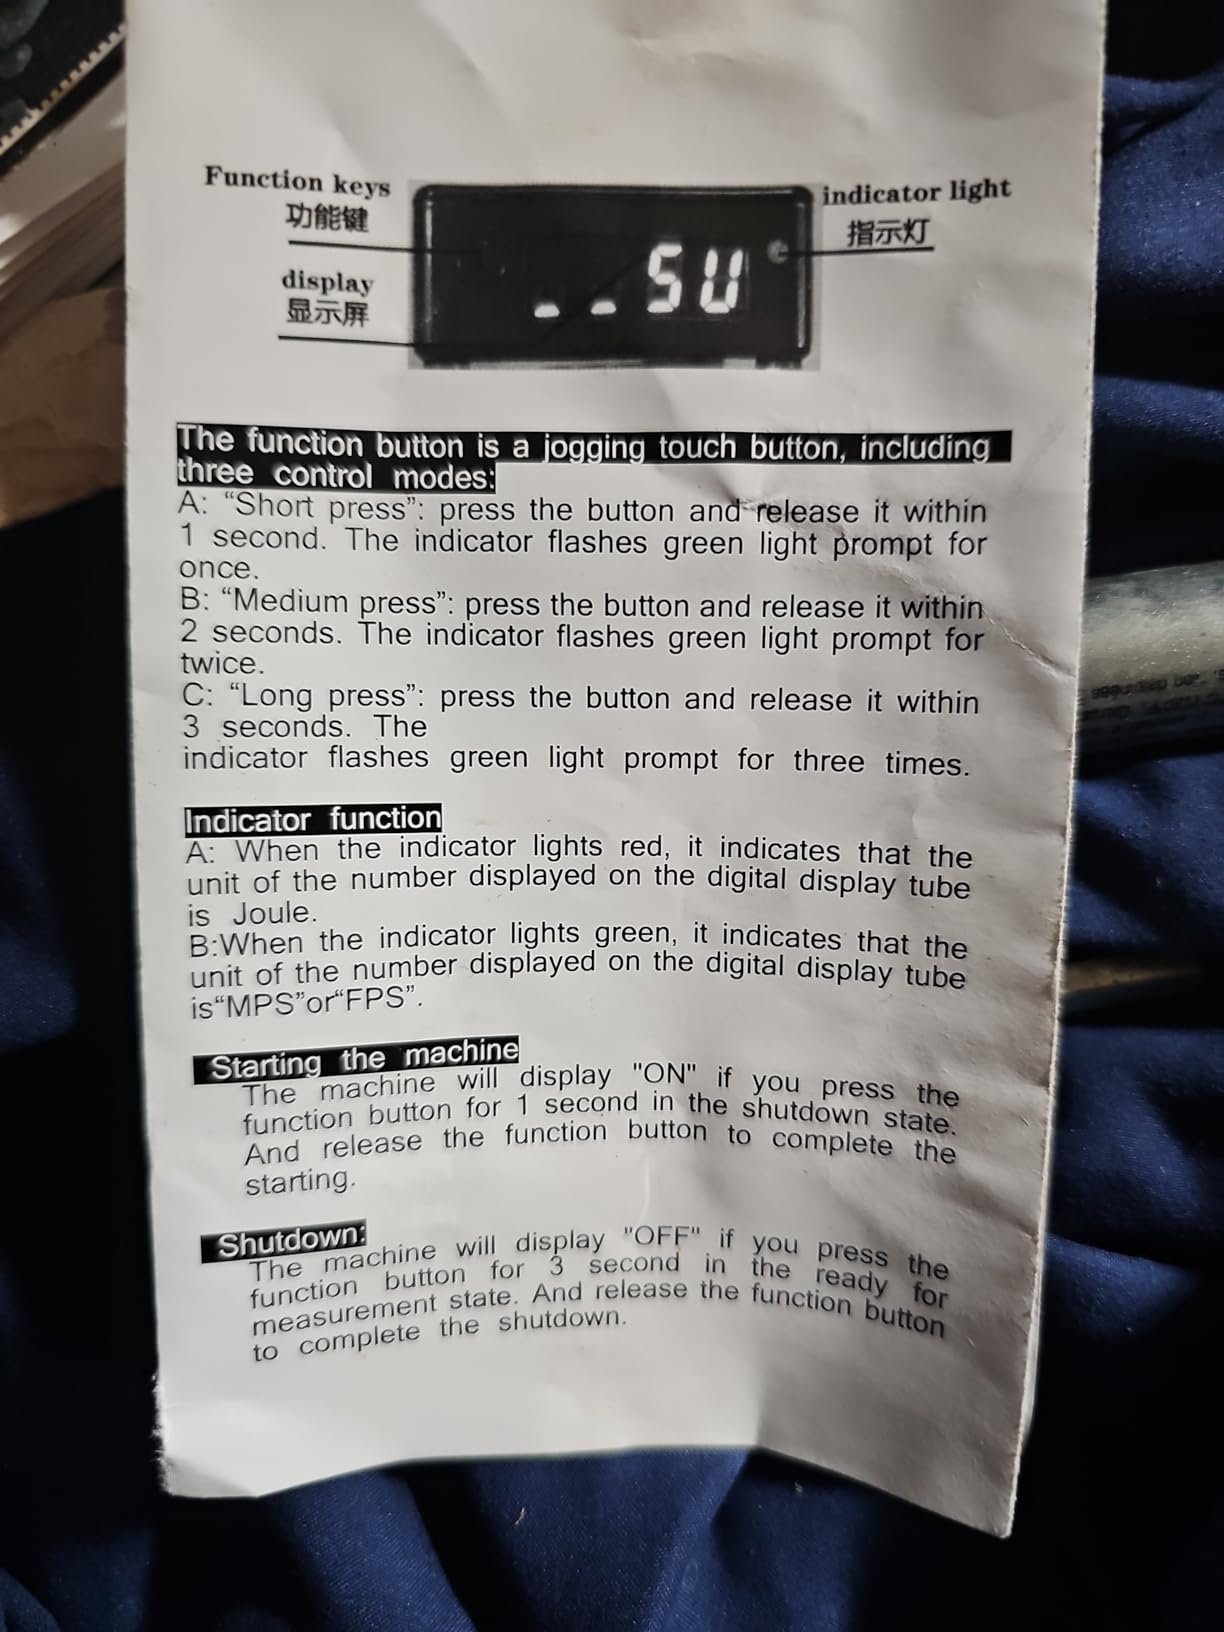 Function keys
功能键
indicator light
指示灯
display
显示屏
_ _ SU
The function button is a jogging touch button, including
three control modes:
A: “Short press”: press the button and release it within
1 second. The indicator flashes green light prompt for
once.
B: “Medium press”: press the button and release it within
2 seconds. The indicator flashes green light prompt for
twice.
C: “Long press”: press the button and release it within
3 seconds. The
indicator flashes green light prompt for three times.
Indicator function
A: When the indicator lights red, it indicates that the
unit of the number displayed on the digital display tube
is Joule.
B:When the indicator lights green, it indicates that the
unit of the number displayed on the digital display tube
is“MPS”or“FPS”.
Starting the machine
The machine will display "ON" if you press the
function button for 1 second in the shutdown state.
And release the function button to complete the
starting.
Shutdown:
The machine will display "OFF" if you press the
function button for 3 second in the ready for
measurement state. And release the function button
to complete the shutdown.